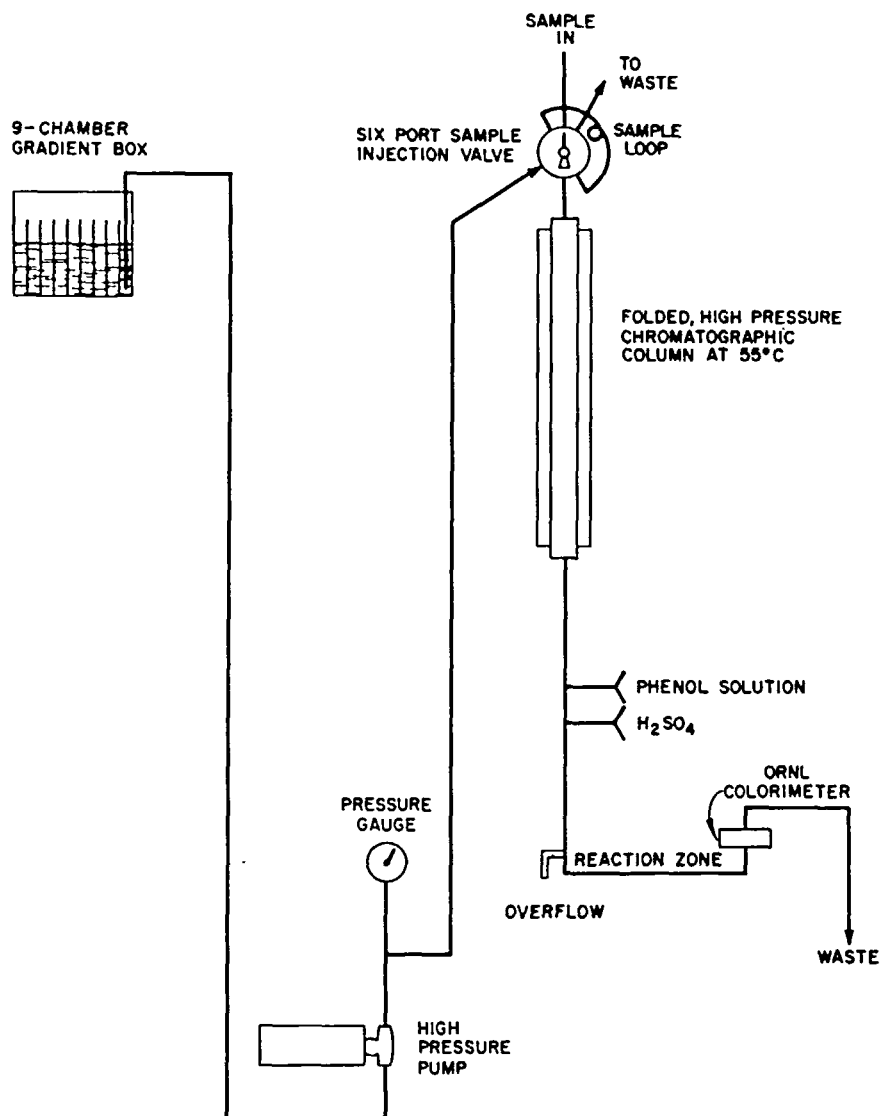 SAMPLE
IN
TO
WASTE
9-CHAMBER
GRADIENT BOX
SIX PORT SAMPLE
INJECTION VALVE
SAMPLE
LOOP
FOLDED, HIGH PRESSURE
CHROMATOGRAPHIC
COLUMN AT 55°C
PHENOL SOLUTION
H₂SO₄
ORNL
COLORIMETER
PRESSURE
GAUGE
REACTION ZONE
OVERFLOW
WASTE
HIGH
PRESSURE
PUMP